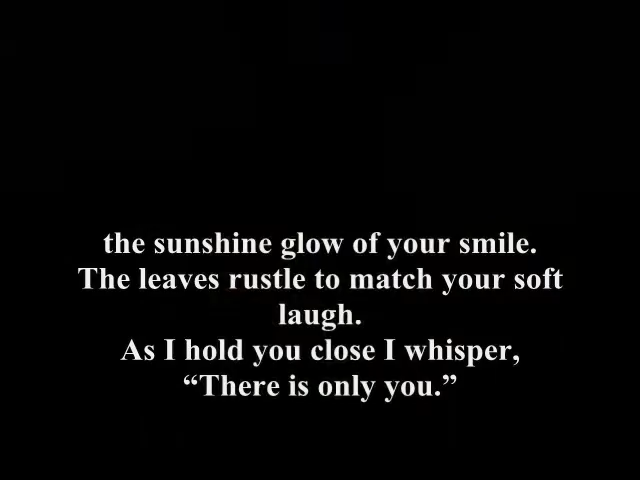 the sunshine glow of your smile.
The leaves rustle to match your soft
laugh.
As I hold you close I whisper,
“There is only you.”